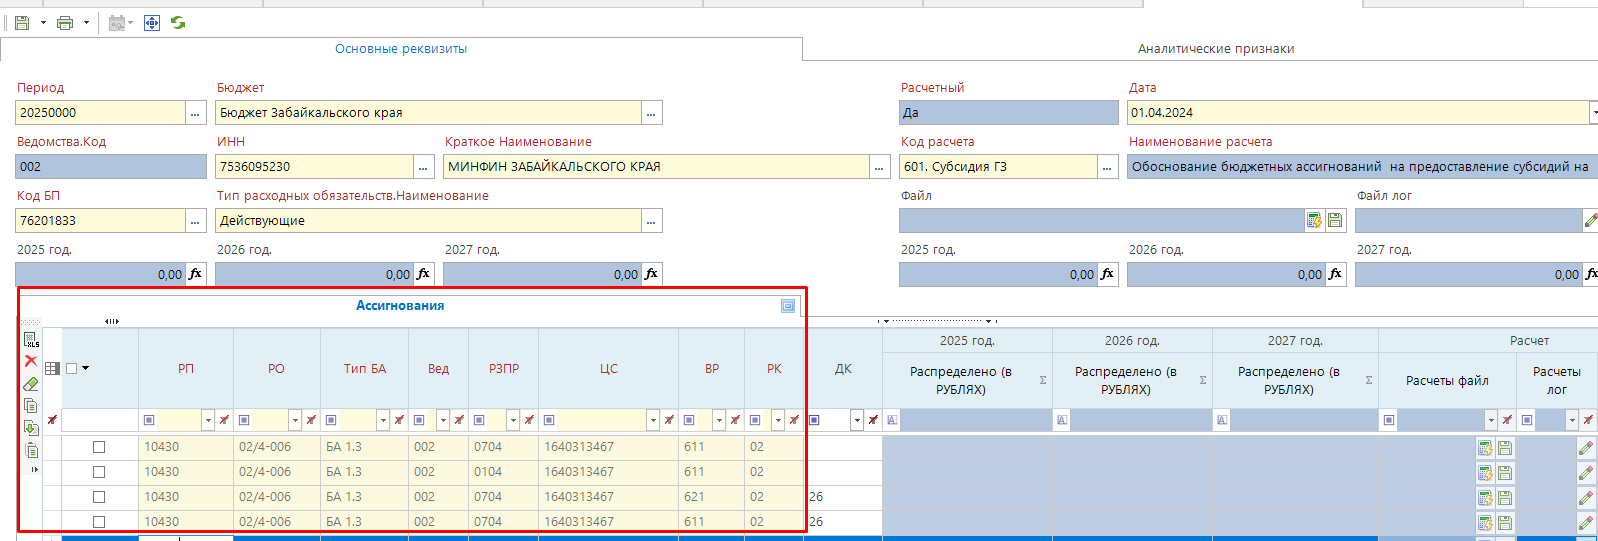 Основные реквизиты
Аналитические признаки
Период Бюджет Расчетный Дата
20250000 ... Бюджет Забайкальского края ... Да 01.04.2024
Ведомства.Код ИНН Краткое Наименование Код расчета Наименование расчета
002 7536095230 ... МИНФИН ЗАБАЙКАЛЬСКОГО КРАЯ ... 601. Субсидия ГЗ ... Обоснование бюджетных ассигнований на предоставление субсидий на
Код БП Тип расходных обязательств.Наименование Файл Файл лог
76201833 ... Действующие ...
2025 год. 2026 год. 2027 год. 2025 год. 2026 год. 2027 год.
0,00 fx 0,00 fx 0,00 fx 0,00 fx 0,00 fx 0,00 fx
Ассигнования
XLS
2025 год. 2026 год. 2027 год. Расчет
РП РО Тип БА Вед РЗПР ЦС ВР РК ДК Распределено (в РУБЛЯХ) Σ Распределено (в РУБЛЯХ) Σ Распределено (в РУБЛЯХ) Σ Расчеты файл Расчеты лог
A A A
10430 02/4-006 БА 1.3 002 0704 1640313467 611 02
10430 02/4-006 БА 1.3 002 0104 1640313467 611 02
10430 02/4-006 БА 1.3 002 0704 1640313467 621 02 26
10430 02/4-006 БА 1.3 002 0704 1640313467 611 02 26